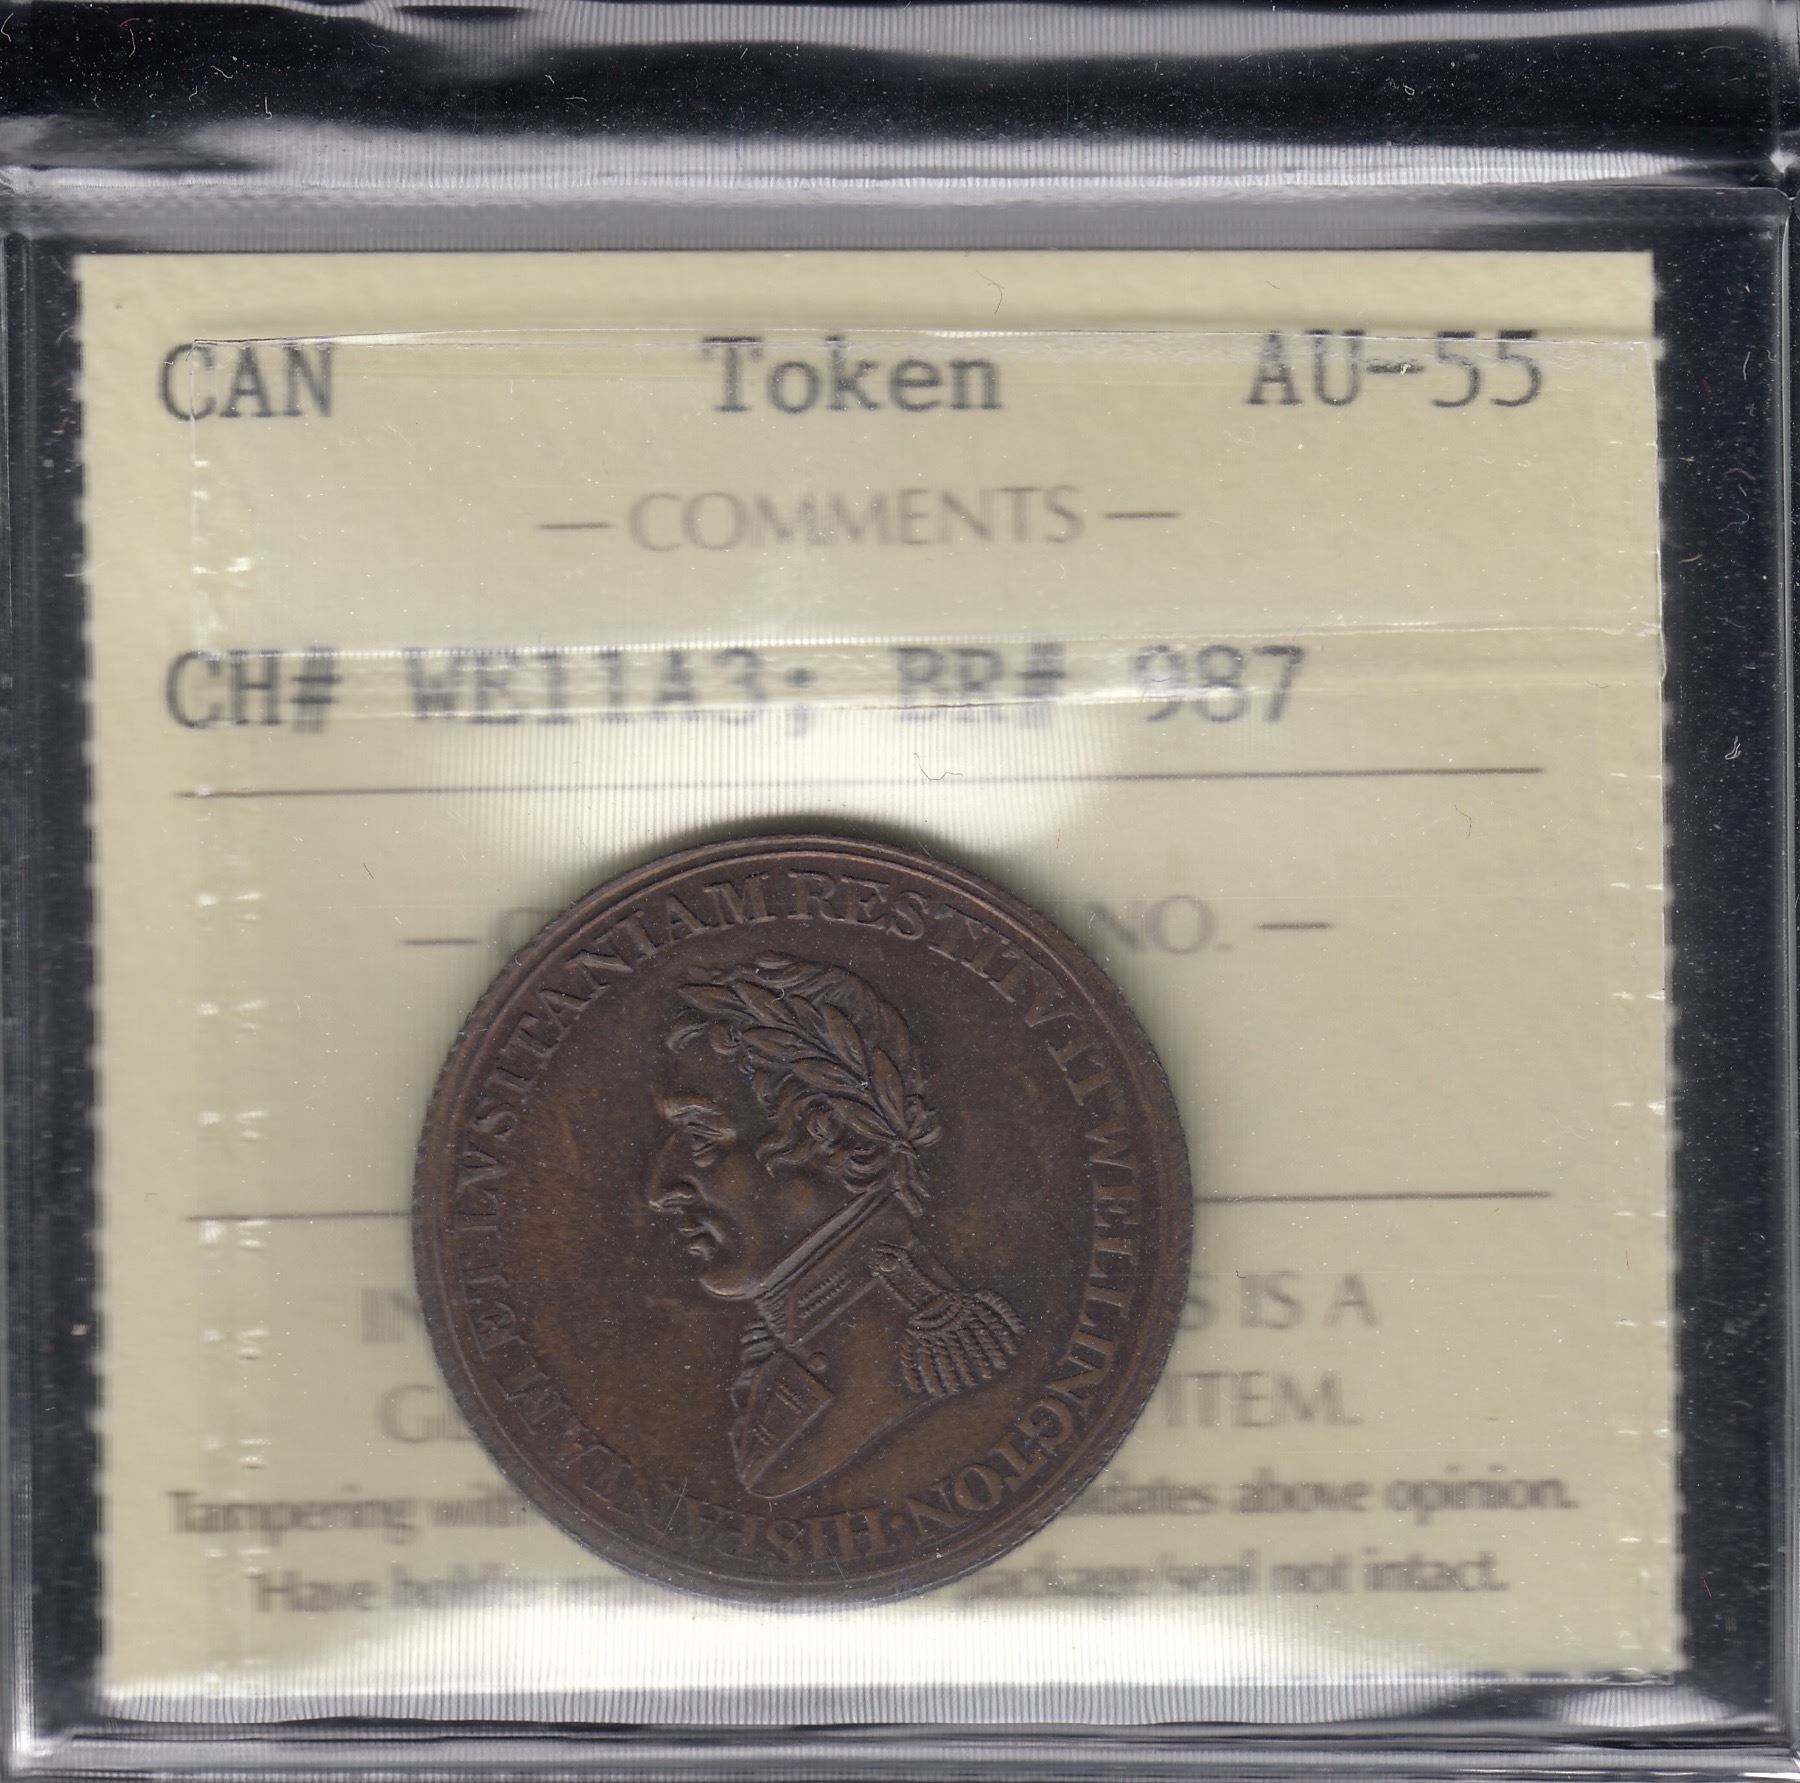 CAN Token AU-55
— COMMENTS —
CH# WE11A3; BR# 987
NO. —
HISPANIAM ET LVSITANIAM RESTITVIT WELLINGTON ·
IS A
ITEM.
Tampering with above opinion.
Have package/seal not intact.